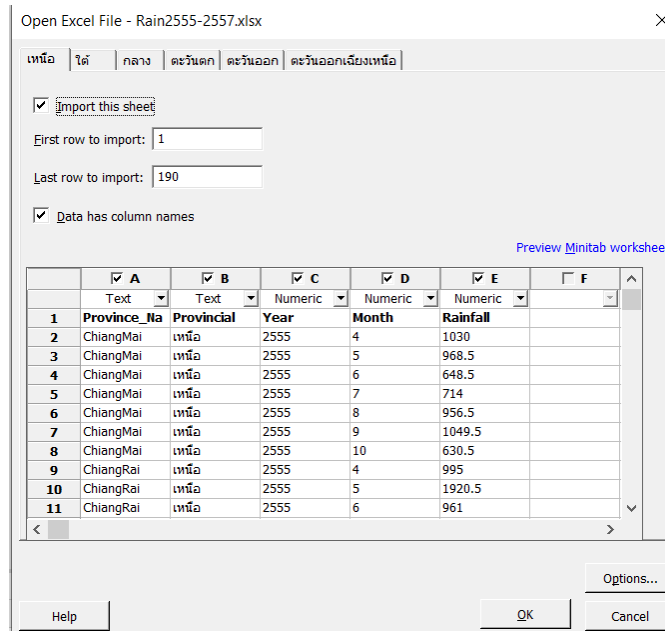 Open Excel File - Rain2555-2557.xlsx
เหนือ ใต้ กลาง ตะวันตก ตะวันออก ตะวันออกเฉียงเหนือ
Import this sheet
First row to import: 1
Last row to import: 190
Data has column names
Preview Minitab workshee
A B C D E F
Text Text Numeric Numeric Numeric
1 Province_Na Provincial Year Month Rainfall
2 ChiangMai เหนือ 2555 4 1030
3 ChiangMai เหนือ 2555 5 968.5
4 ChiangMai เหนือ 2555 6 648.5
5 ChiangMai เหนือ 2555 7 714
6 ChiangMai เหนือ 2555 8 956.5
7 ChiangMai เหนือ 2555 9 1049.5
8 ChiangMai เหนือ 2555 10 630.5
9 ChiangRai เหนือ 2555 4 995
10 ChiangRai เหนือ 2555 5 1920.5
11 ChiangRai เหนือ 2555 6 961
Options...
Help OK Cancel